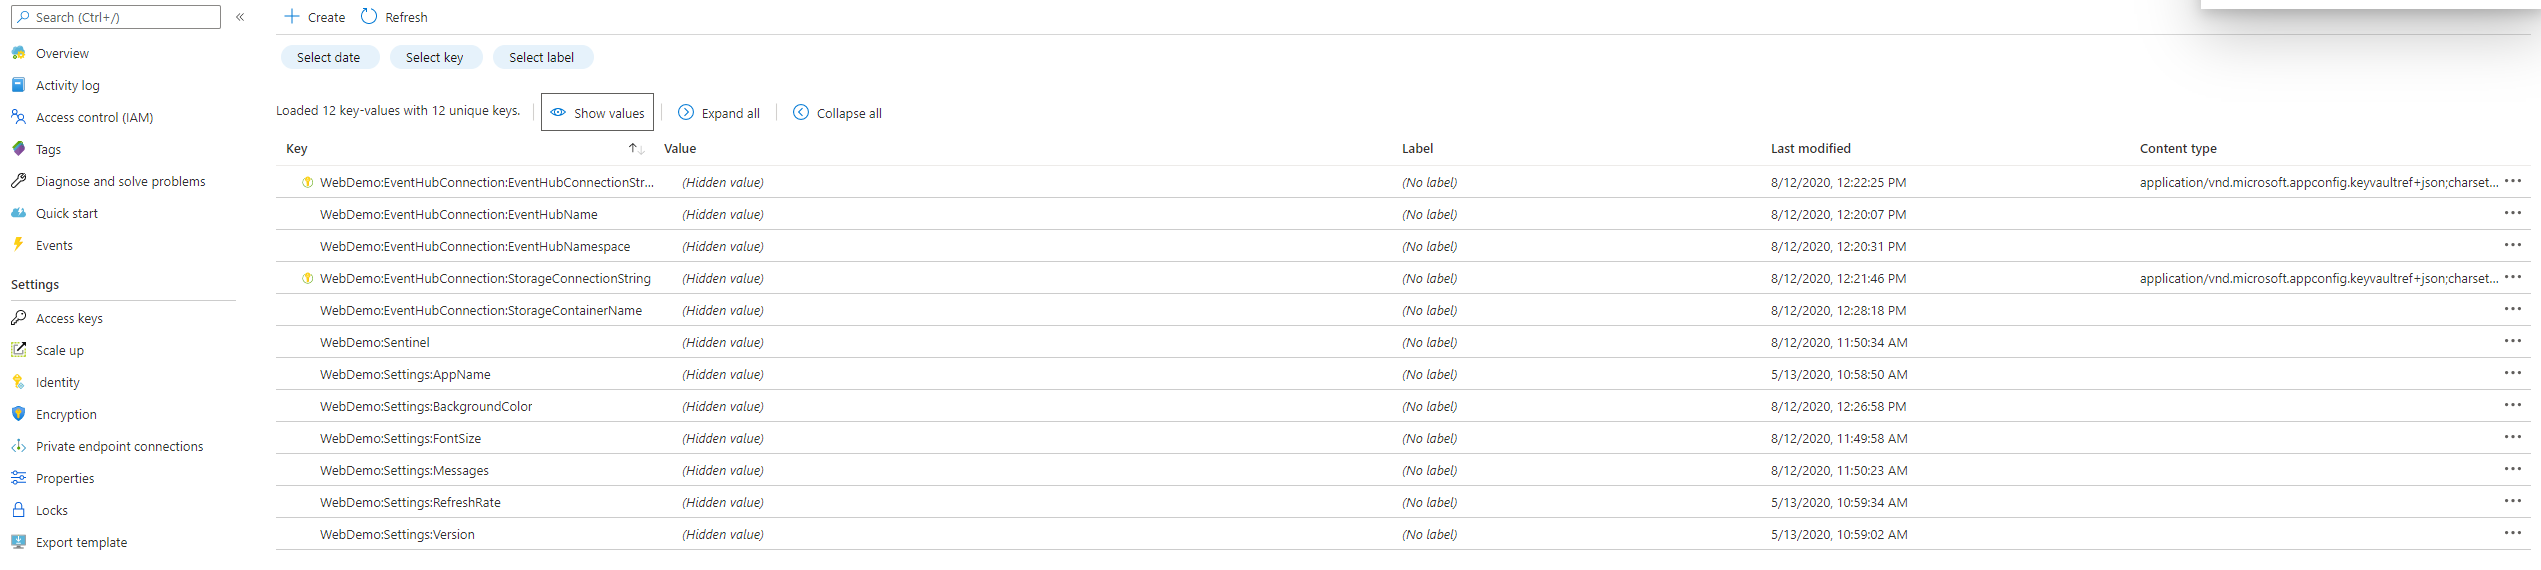 Search (Ctrl+/)
«
Overview
Activity log
Access control (IAM)
Tags
Diagnose and solve problems
Quick start
Events
Settings
Access keys
Scale up
Identity
Encryption
Private endpoint connections
Properties
Locks
Export template
Create Refresh
Select date Select key Select label
Loaded 12 key-values with 12 unique keys. Show values Expand all Collapse all
Key ↑↓ Value Label Last modified Content type
WebDemo:EventHubConnection:EventHubConnectionStr... (Hidden value) (No label) 8/12/2020, 12:22:25 PM application/vnd.microsoft.appconfig.keyvaultref+json;charset... ...
WebDemo:EventHubConnection:EventHubName (Hidden value) (No label) 8/12/2020, 12:20:07 PM ...
WebDemo:EventHubConnection:EventHubNamespace (Hidden value) (No label) 8/12/2020, 12:20:31 PM ...
WebDemo:EventHubConnection:StorageConnectionString (Hidden value) (No label) 8/12/2020, 12:21:46 PM application/vnd.microsoft.appconfig.keyvaultref+json;charset... ...
WebDemo:EventHubConnection:StorageContainerName (Hidden value) (No label) 8/12/2020, 12:28:18 PM ...
WebDemo:Sentinel (Hidden value) (No label) 8/12/2020, 11:50:34 AM ...
WebDemo:Settings:AppName (Hidden value) (No label) 5/13/2020, 10:58:50 AM ...
WebDemo:Settings:BackgroundColor (Hidden value) (No label) 8/12/2020, 12:26:58 PM ...
WebDemo:Settings:FontSize (Hidden value) (No label) 8/12/2020, 11:49:58 AM ...
WebDemo:Settings:Messages (Hidden value) (No label) 8/12/2020, 11:50:23 AM ...
WebDemo:Settings:RefreshRate (Hidden value) (No label) 5/13/2020, 10:59:34 AM ...
WebDemo:Settings:Version (Hidden value) (No label) 5/13/2020, 10:59:02 AM ...